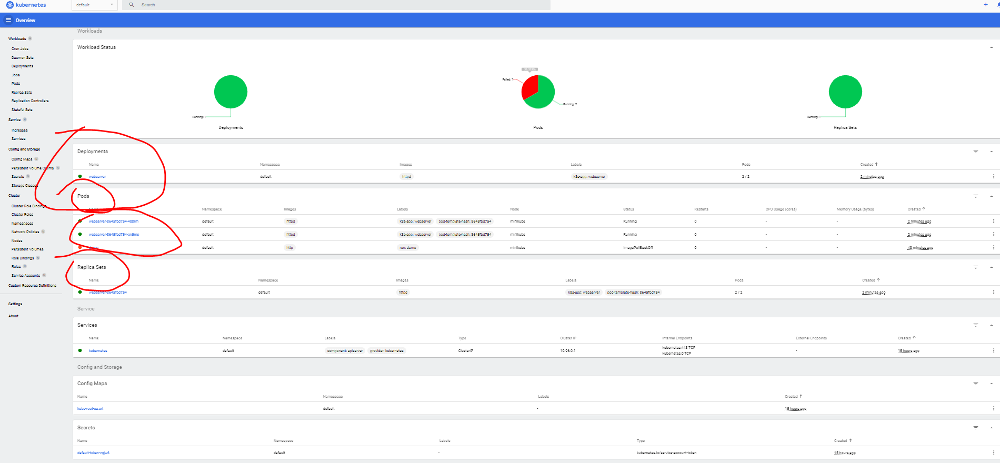 kubernetes default Search
Overview
Workloads N
Cron Jobs
Daemon Sets
Deployments
Jobs
Pods
Replica Sets
Replication Controllers
Stateful Sets
Service N
Ingresses
Services
Config and Storage
Config Maps N
Persistent Volume Claims N
Secrets N
Storage Classes
Cluster
Cluster Role Bindings
Cluster Roles
Namespaces
Network Policies N
Nodes
Persistent Volumes
Role Bindings N
Roles N
Service Accounts N
Custom Resource Definitions
Settings
About
Workloads
Workload Status
Running: 1
Deployments
Failed: 1
Running: 2
Pods
Running: 1
Replica Sets
Deployments
Name Namespace Images Labels Pods Created
webserver default httpd k8s-app: webserver 2 / 2 2 minutes ago
Pods
Namespace Images Labels Node Status Restarts CPU Usage (cores) Memory Usage (bytes) Created
webserver-8645fbd754-488rm default httpd k8s-app: webserver pod-template-hash: 8645fbd754 minikube Running 0 - - 2 minutes ago
webserver-8645fbd754-gn5mp default httpd k8s-app: webserver pod-template-hash: 8645fbd754 minikube Running 0 - - 2 minutes ago
demo default http run: demo minikube ImagePullBackOff 0 - - 48 minutes ago
Replica Sets
Name Namespace Images Labels Pods Created
webserver-8645fbd754 default httpd k8s-app: webserver pod-template-hash: 8645fbd754 2 / 2 2 minutes ago
Service
Services
Name Namespace Labels Type Cluster IP Internal Endpoints External Endpoints Created
kubernetes default component: apiserver provider: kubernetes ClusterIP 10.96.0.1 kubernetes:443 TCP - 15 hours ago
kubernetes:0 TCP
Config and Storage
Config Maps
Name Namespace Labels Created
kube-root-ca.crt default - 15 hours ago
Secrets
Name Namespace Labels Type Created
default-token-vqjw6 default - kubernetes.io/service-account-token 15 hours ago